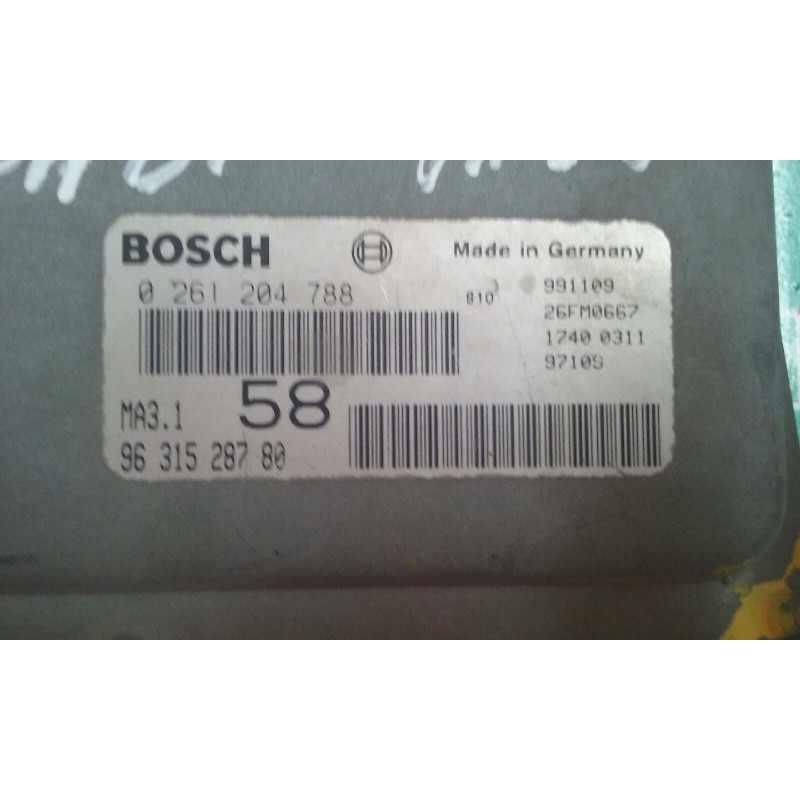 BOSCH Made in Germany
0 261 204 788 810 991109
26FM0667
1740 0311
97109
MA3.1 58
96 315 287 80